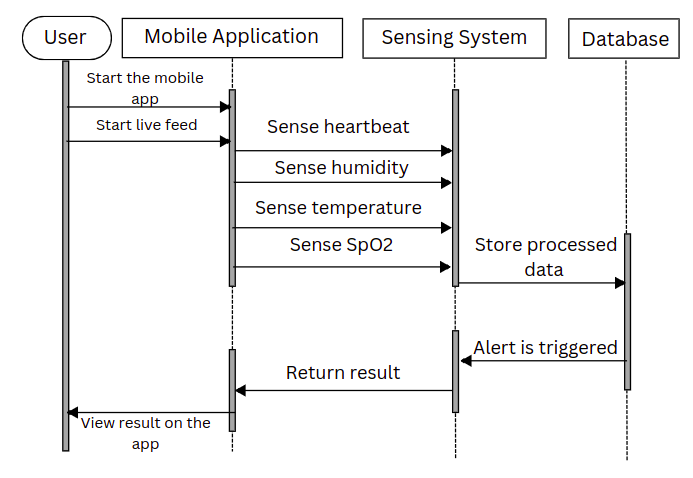 User
Mobile Application
Sensing System
Database
Start the mobile
app
Start live feed
Sense heartbeat
Sense humidity
Sense temperature
Sense SpO2
Store processed
data
Alert is triggered
Return result
View result on the
app